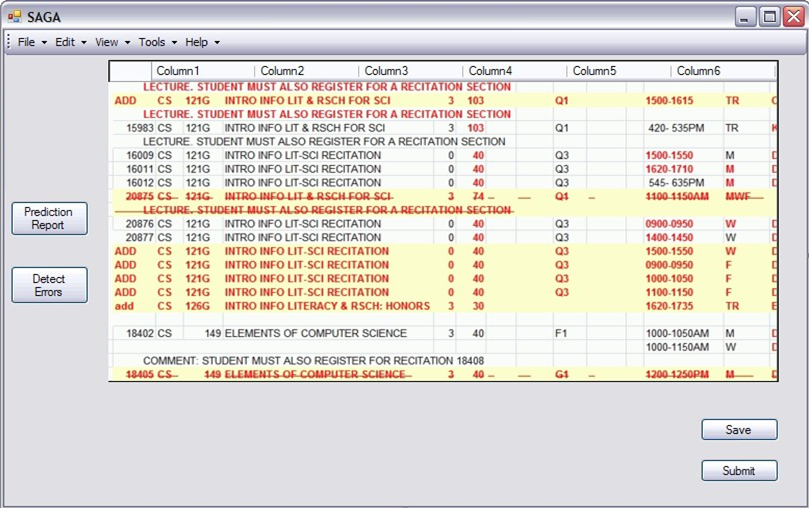 SAGA
File Edit View Tools Help
Column1 Column2 Column3 Column4 Column5 Column6
LECTURE. STUDENT MUST ALSO REGISTER FOR A RECITATION SECTION
ADD CS 121G INTRO INFO LIT & RSCH FOR SCI 3 103 Q1 1500-1615 TR
LECTURE. STUDENT MUST ALSO REGISTER FOR A RECITATION SECTION
15983 CS 121G INTRO INFO LIT & RSCH FOR SCI 3 103 Q1 420- 535PM TR
LECTURE. STUDENT MUST ALSO REGISTER FOR A RECITATION SECTION
16009 CS 121G INTRO INFO LIT-SCI RECITATION 0 40 Q3 1500-1550 M
16011 CS 121G INTRO INFO LIT-SCI RECITATION 0 40 Q3 1620-1710 M
16012 CS 121G INTRO INFO LIT-SCI RECITATION 0 40 Q3 545- 635PM M
20875 CS 121G INTRO INFO LIT & RSCH FOR SCI 3 74 Q1 1100-1150AM MWF
LECTURE. STUDENT MUST ALSO REGISTER FOR A RECITATION SECTION
20876 CS 121G INTRO INFO LIT-SCI RECITATION 0 40 Q3 0900-0950 W
20877 CS 121G INTRO INFO LIT-SCI RECITATION 0 40 Q3 1400-1450 W
ADD CS 121G INTRO INFO LIT-SCI RECITATION 0 40 Q3 1500-1550 W
ADD CS 121G INTRO INFO LIT-SCI RECITATION 0 40 Q3 0900-0950 F
ADD CS 121G INTRO INFO LIT-SCI RECITATION 0 40 Q3 1000-1050 F
ADD CS 121G INTRO INFO LIT-SCI RECITATION 0 40 Q3 1100-1150 F
add CS 126G INTRO INFO LITERACY & RSCH: HONORS 3 30 1620-1735 TR
18402 CS 149 ELEMENTS OF COMPUTER SCIENCE 3 40 F1 1000-1050AM M
1000-1150AM W
COMMENT: STUDENT MUST ALSO REGISTER FOR RECITATION 18408
18405 CS 149 ELEMENTS OF COMPUTER SCIENCE 3 40 G1 1200-1250PM M
Prediction
Report
Detect
Errors
Save
Submit